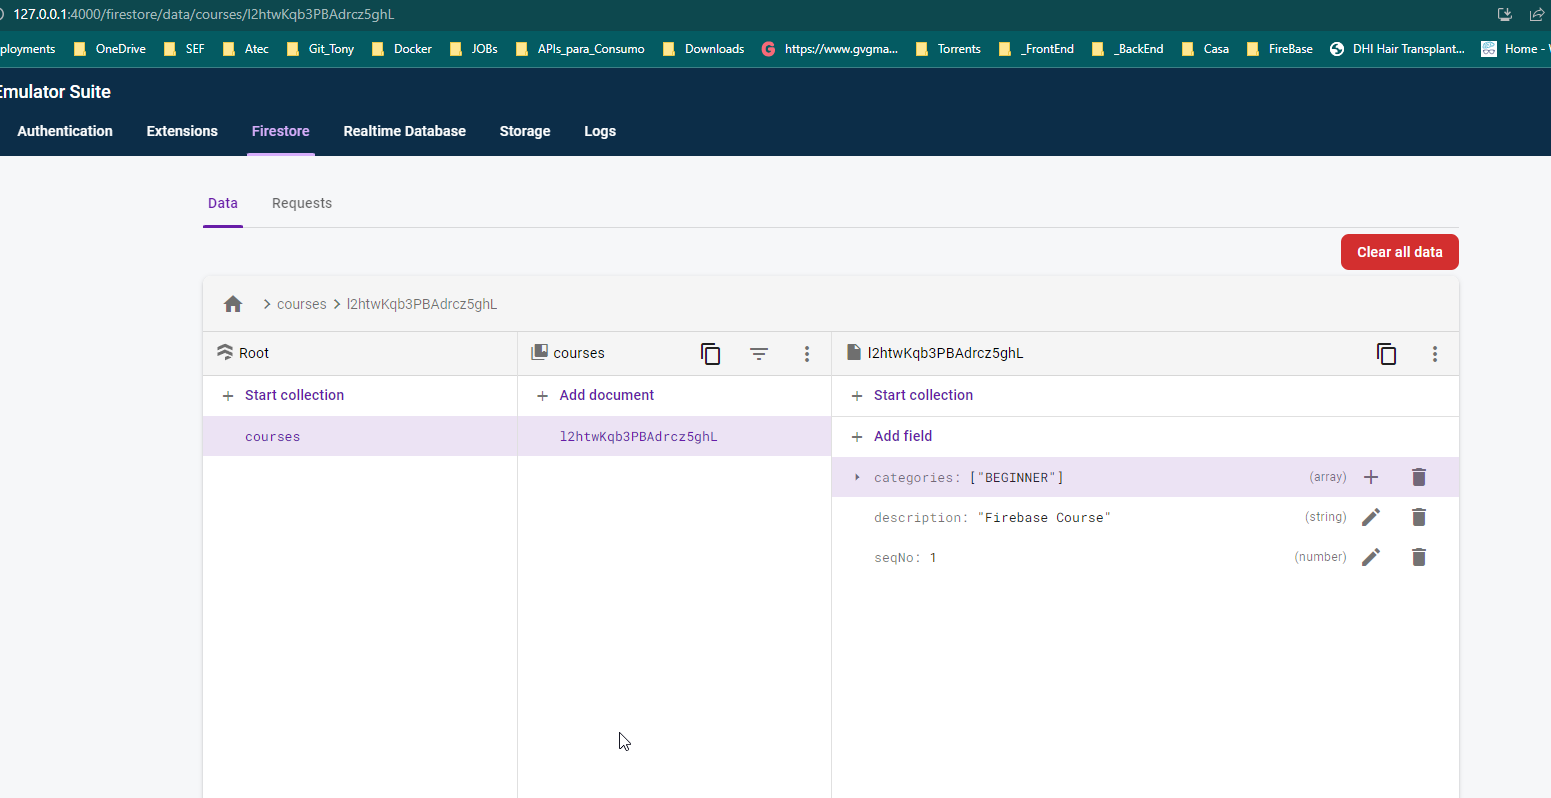 127.0.0.1:4000/firestore/data/courses/l2htwKqb3PBAdrcz5ghL
ployments OneDrive SEF Atec Git_Tony Docker JOBs APIs_para_Consumo Downloads https://www.gvgma... Torrents _FrontEnd _BackEnd Casa FireBase DHI Hair Transplant... Home -
Emulator Suite
Authentication Extensions Firestore Realtime Database Storage Logs
Data Requests
Clear all data
courses l2htwKqb3PBAdrcz5ghL
Root courses l2htwKqb3PBAdrcz5ghL
+ Start collection + Add document + Start collection
courses l2htwKqb3PBAdrcz5ghL + Add field
categories: ["BEGINNER"] (array)
description: "Firebase Course" (string)
seqNo: 1 (number)